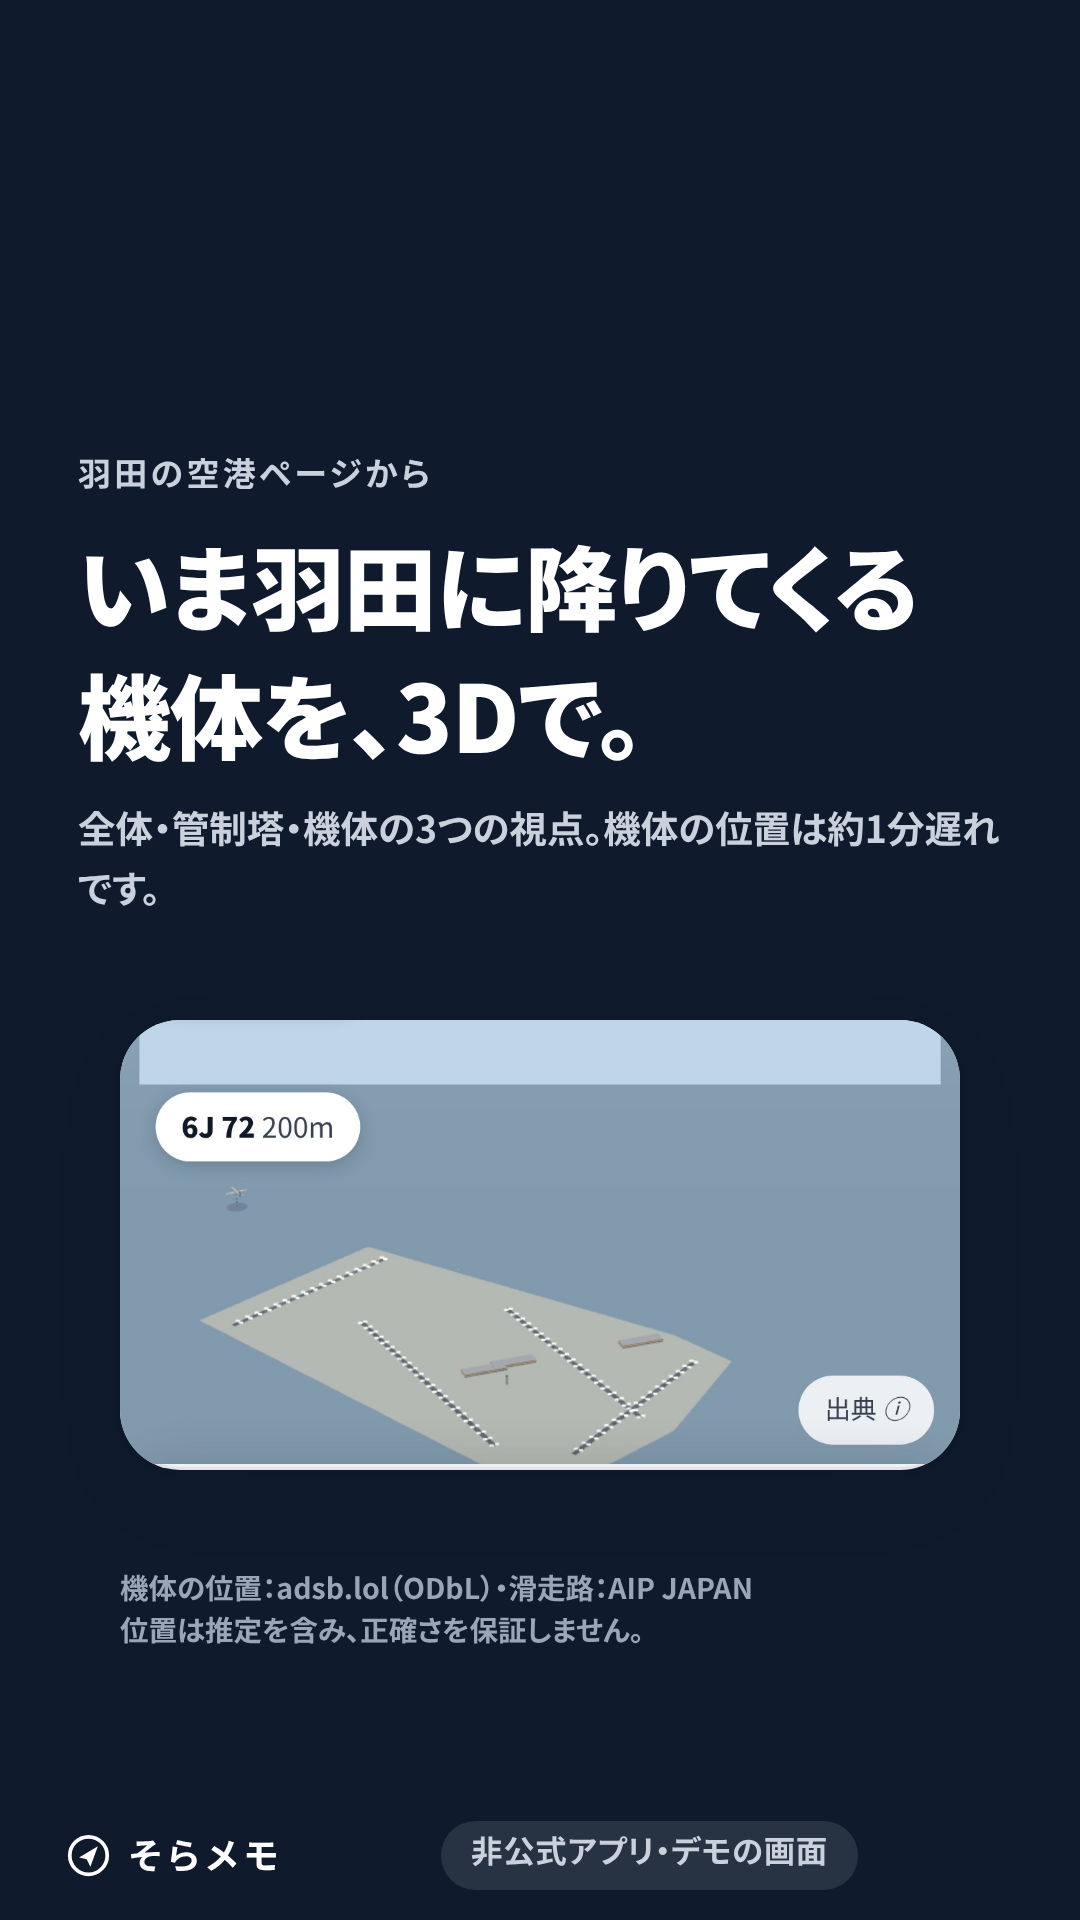 羽田の空港ページから
いま羽田に降りてくる
機体を、3Dで。
全体・管制塔・機体の3つの視点。機体の位置は約1分遅れ
です。
6J 72 200m
出典 ⓘ
機体の位置：adsb.lol（ODbL）・滑走路：AIP JAPAN
位置は推定を含み、正確さを保証しません。
そらメモ
非公式アプリ・デモの画面